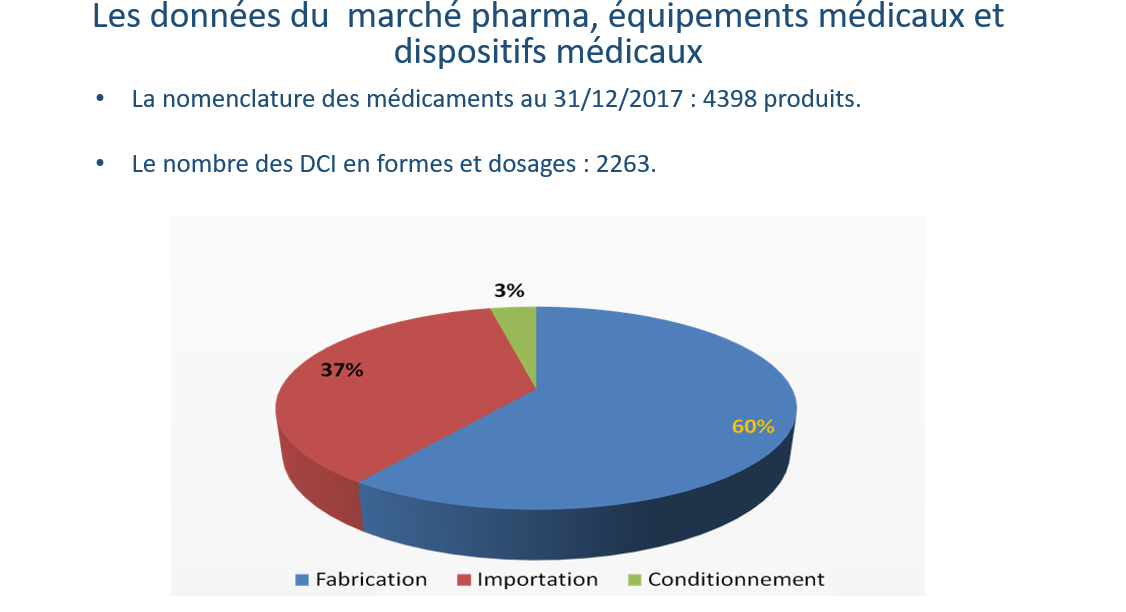 Les données du  marché pharma, équipements médicaux et
dispositifs médicaux
• La nomenclature des médicaments au 31/12/2017 : 4398 produits.
• Le nombre des DCI en formes et dosages : 2263.
3%
37%
60%
Fabrication Importation Conditionnement